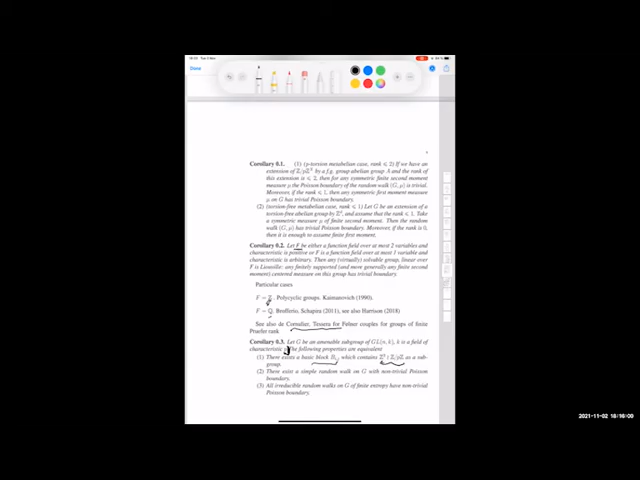 Done
Corollary 0.1. (1) (p-torsion metabelian case, rank ⩽ 2) If we have an
extension of ℤ/pℤ by a f.g. group abelian group A and the rank of
this extension is ⩽ 2, then for any symmetric finite second moment
measure μ the Poisson boundary of the random walk (G, μ) is trivial.
Moreover, if the rank ⩽ 1, then any symmetric first moment measure
μ, on G has trivial Poisson boundary.
(2) (torsion-free metabelian case, rank ⩽ 1) Let G be an extension of a
torsion-free abelian group by and assume that the rank ⩽ 1. Take
a symmetric measure μ of finite second moment. Then the random
walk (G, μ) has trivial Poisson boundary. Moreover, if the rank is 0,
then it is enough to assume finite first moment.
Corollary 0.2. Let F be either a function field over at most 2 variables and
characteristic is positive or F is a function field over at most 1 variable and
characteristic is arbitrary. Then any (virtually) solvable group, linear over
F is Liouville: any finitely supported (and more generally any finite second
moment) centered measure on this group has trivial boundary.
Particular cases
F = ℤ, Polycyclic groups. Kaimanovich (1990).
F = ℚ, Brofferio, Schapira (2011), see also Harrison (2018)
See also de Cornulier, Tessera for Folner couples for groups of finite
Pruefer rank
Corollary 0.3. Let G be an amenable subgroup of GL(n, k), k is a field of
characteristic The following properties are equivalent
(1) There exists a basic block which contains ℤ³ ≀ ℤ/pℤ as a sub-
group.
(2) There exist a simple random walk on G with non-trivial Poisson
boundary.
(3) All irreducible random walks on G of finite entropy have non-trivial
Poisson boundary.
2021-11-02 18:16:09